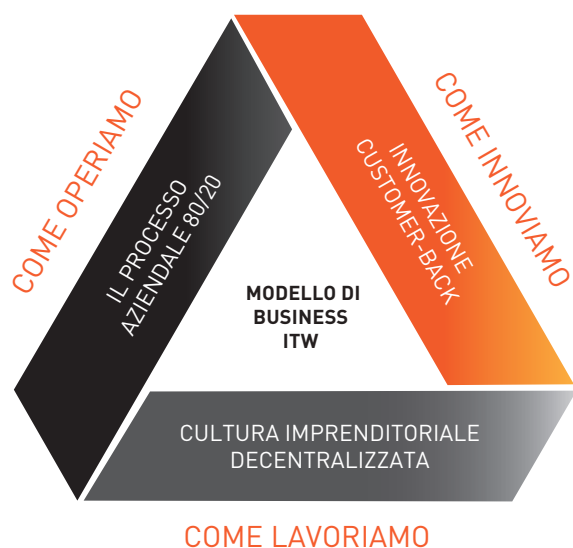 COME OPERIAMO
IL PROCESSO
AZIENDALE 80/20
COME INNOVIAMO
INNOVAZIONE
CUSTOMER-BACK
MODELLO DI
BUSINESS
ITW
CULTURA IMPRENDITORIALE
DECENTRALIZZATA
COME LAVORIAMO